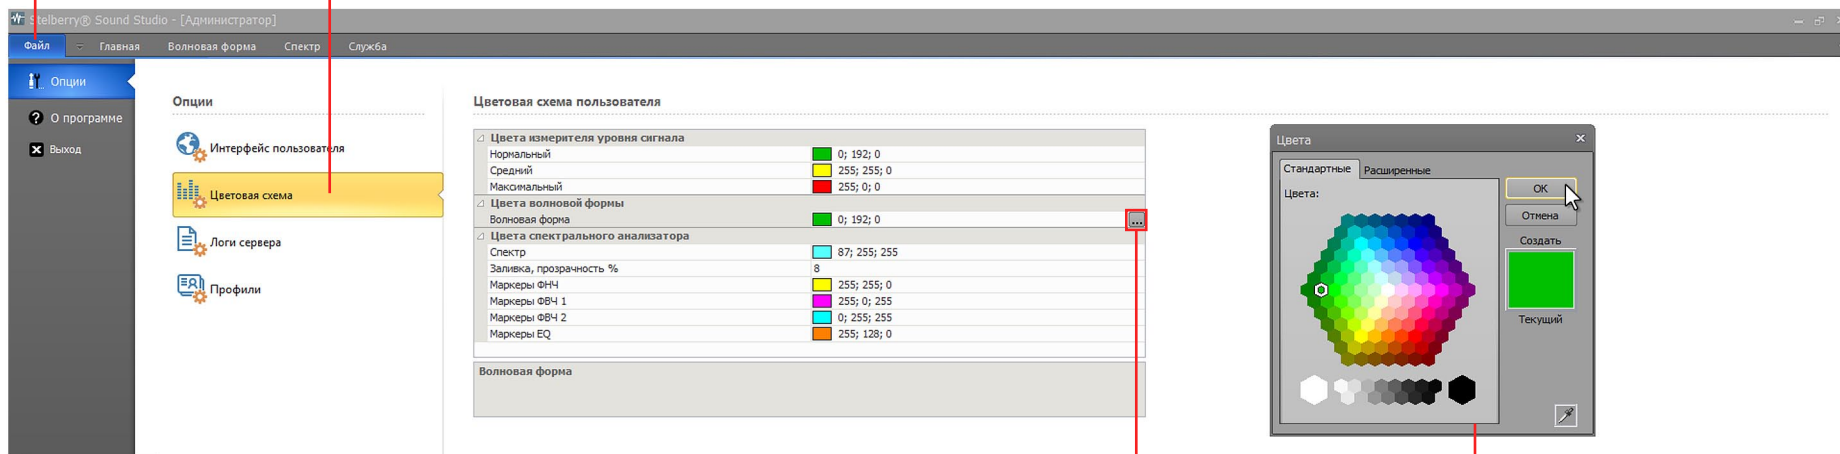 Stelberry® Sound Studio - [Администратор]
Файл Главная Волновая форма Спектр Служба
Опции
О программе
Выход
Опции
Интерфейс пользователя
Цветовая схема
Логи сервера
Профили
Цветовая схема пользователя
Цвета измерителя уровня сигнала
Нормальный 0; 192; 0
Средний 255; 255; 0
Максимальный 255; 0; 0
Цвета волновой формы
Волновая форма 0; 192; 0 ...
Цвета спектрального анализатора
Спектр 87; 255; 255
Заливка, прозрачность % 8
Маркеры ФНЧ 255; 255; 0
Маркеры ФВЧ 1 255; 0; 255
Маркеры ФВЧ 2 0; 255; 255
Маркеры EQ 255; 128; 0
Волновая форма
Цвета
Стандартные Расширенные
Цвета:
OK
Отмена
Создать
Текущий